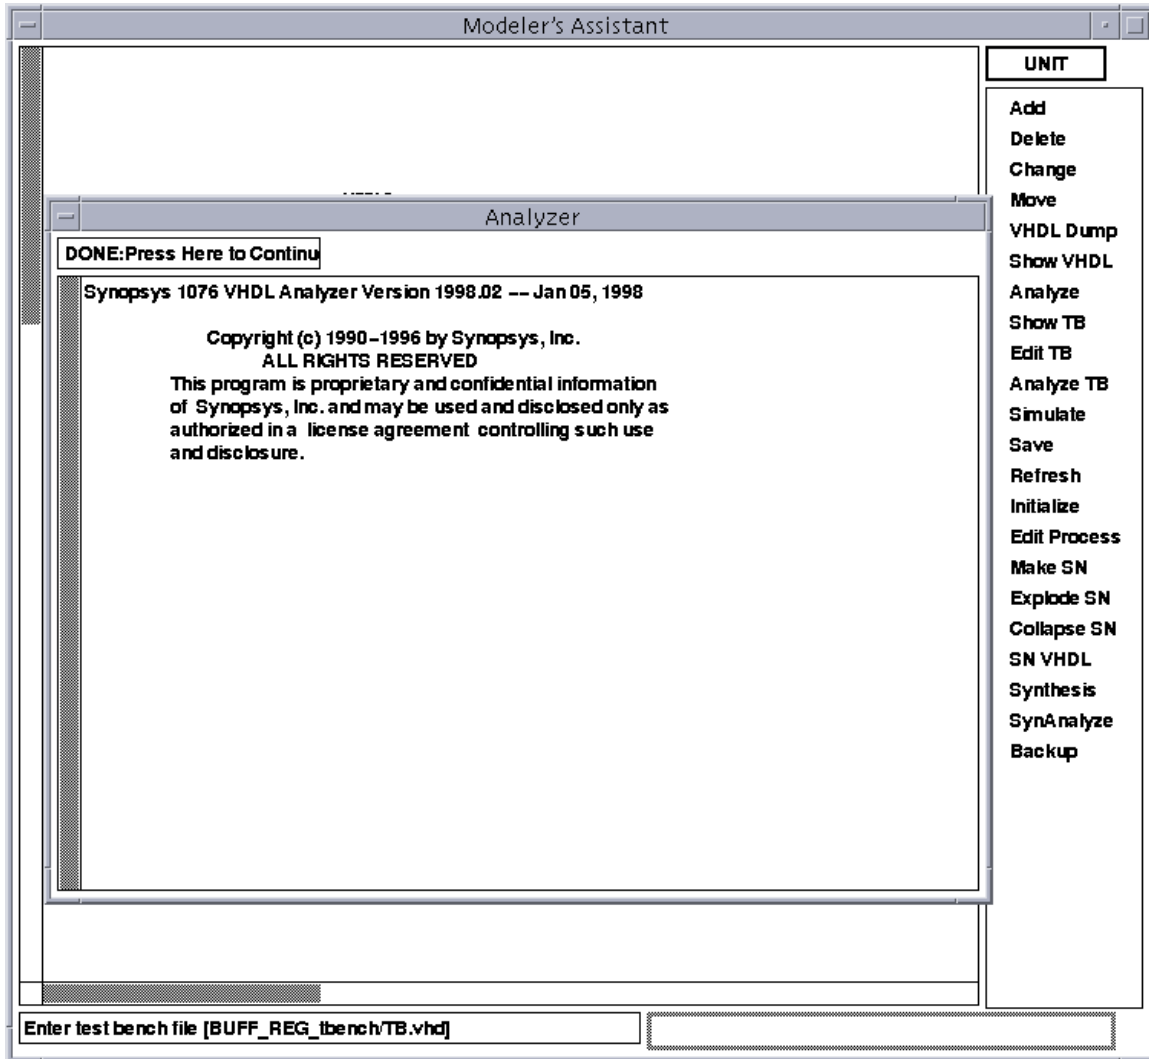 Modeler's Assistant
UNIT
Add
Delete
Change
Move
VHDL Dump
Show VHDL
Analyze
Show TB
Edit TB
Analyze TB
Simulate
Save
Refresh
Initialize
Edit Process
Make SN
Explode SN
Collapse SN
SN VHDL
Synthesis
SynAnalyze
Backup
Analyzer
DONE:Press Here to Continu
Synopsys 1076 VHDL Analyzer Version 1998.02 -- Jan 05, 1998
Copyright (c) 1990-1996 by Synopsys, Inc.
ALL RIGHTS RESERVED
This program is proprietary and confidential information
of Synopsys, Inc. and may be used and disclosed only as
authorized in a license agreement controlling such use
and disclosure.
Enter test bench file [BUFF_REG_tbench/TB.vhd]